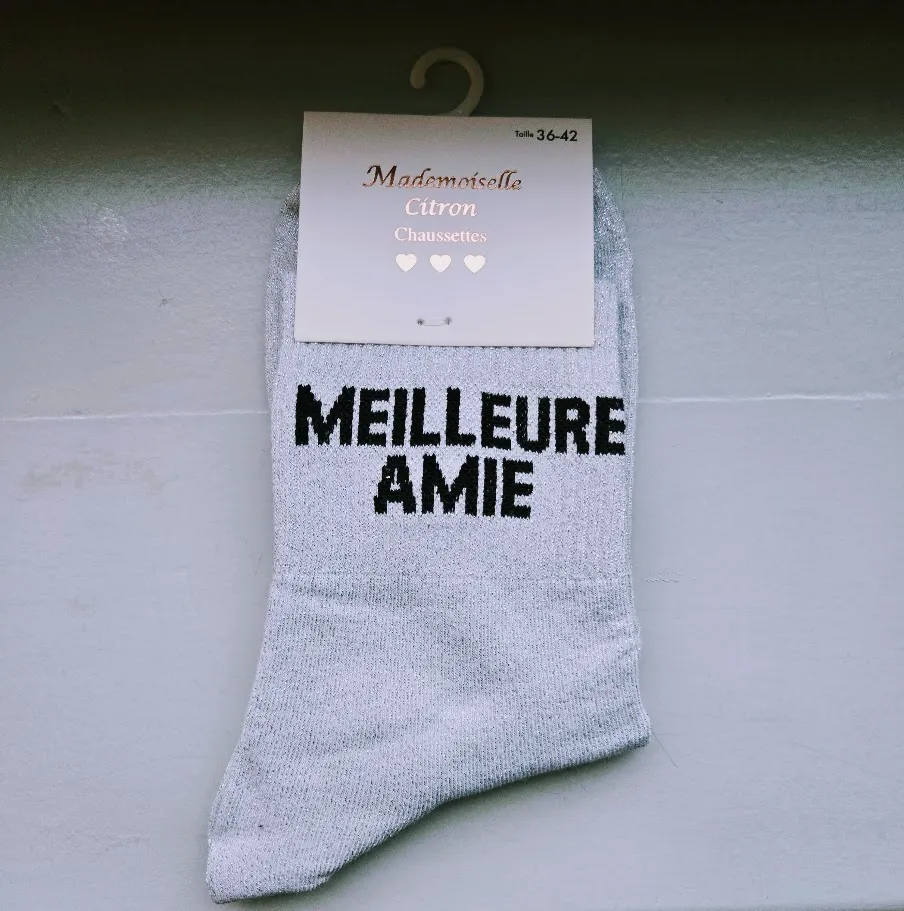 Taille 36-42
Mademoiselle
Citron
Chaussettes
MEILLEURE
AMIE